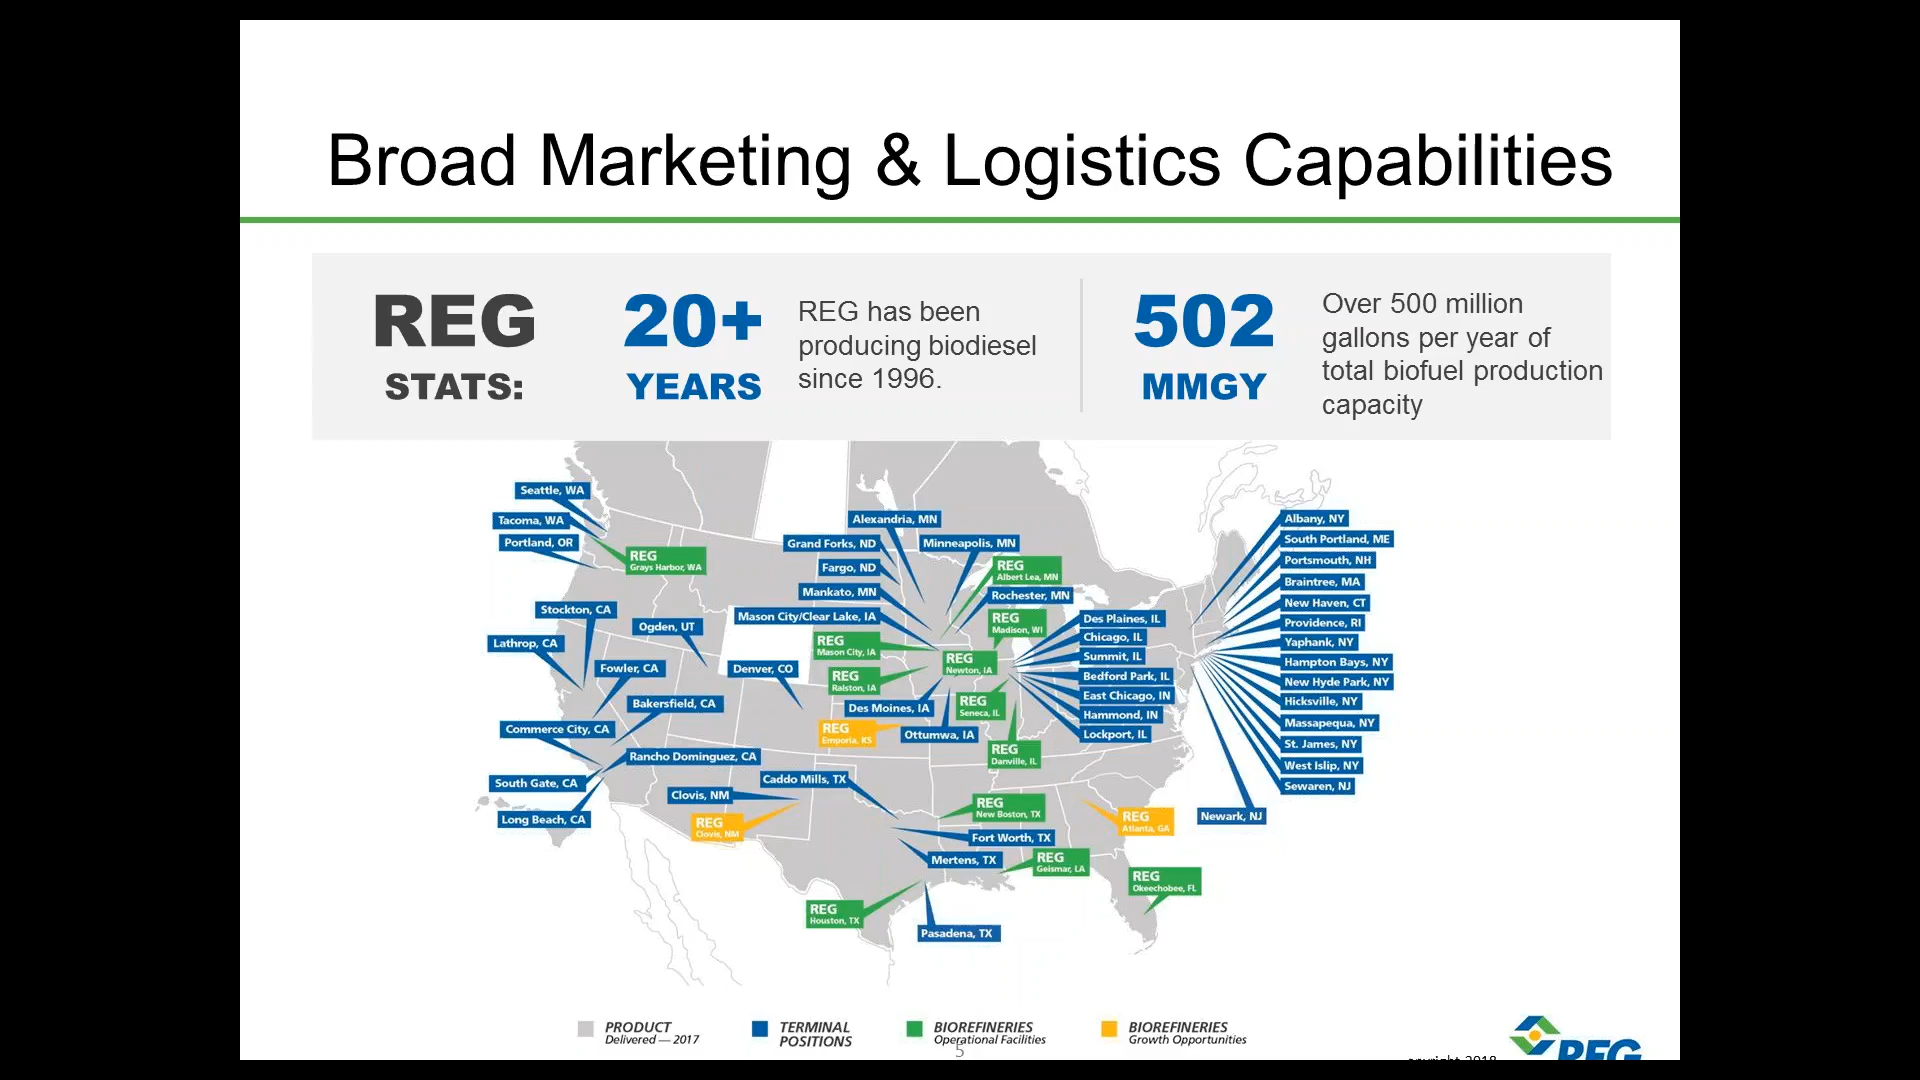 Broad Marketing & Logistics Capabilities
REG
STATS:
20+
YEARS
REG has been
producing biodiesel
since 1996.
502
MMGY
Over 500 million
gallons per year of
total biofuel production
capacity
Seattle, WA
Tacoma, WA
Portland, OR
REG
Grays Harbor, WA
Stockton, CA
Ogden, UT
Lathrop, CA
Fowler, CA
Bakersfield, CA
Commerce City, CA
Rancho Dominguez, CA
South Gate, CA
Long Beach, CA
Denver, CO
Alexandria, MN
Grand Forks, ND
Minneapolis, MN
Fargo, ND
REG
Albert Lea, MN
Mankato, MN
Rochester, MN
Mason City/Clear Lake, IA
REG
Madison, WI
REG
Mason City, IA
REG
Newton, IA
REG
Ralston, IA
REG
Seneca, IL
Des Moines, IA
REG
Emporia, KS
Ottumwa, IA
REG
Danville, IL
Des Plaines, IL
Chicago, IL
Summit, IL
Bedford Park, IL
East Chicago, IN
Hammond, IN
Lockport, IL
Albany, NY
South Portland, ME
Portsmouth, NH
Braintree, MA
New Haven, CT
Providence, RI
Yaphank, NY
Hampton Bays, NY
New Hyde Park, NY
Hicksville, NY
Massapequa, NY
St. James, NY
West Islip, NY
Sewaren, NJ
Newark, NJ
Caddo Mills, TX
Clovis, NM
REG
Clovis, NM
REG
New Boston, TX
REG
Atlanta, GA
Fort Worth, TX
Mertens, TX
REG
Geismar, LA
REG
Okeechobee, FL
REG
Houston, TX
Pasadena, TX
PRODUCT
Delivered — 2017
TERMINAL
POSITIONS
BIOREFINERIES
Operational Facilities
BIOREFINERIES
Growth Opportunities
5
opyright 2018
REG